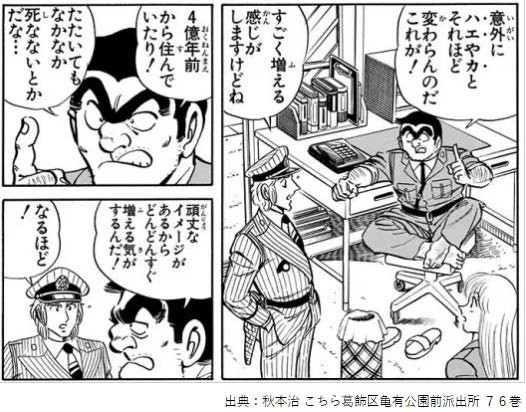 意外に
ハエやカと
それほど
変わらんのだ
これが!
すごく増える
感じが
しますけどね
4億年前
から住んで
いたり!
たたいても
なかなか
死なないとか
だな…
頑丈な
イメージが
あるから
どんどんすぐ
増える気が
するんだ!
なるほど
!
出典:秋本治 こちら葛飾区亀有公園前派出所 76巻